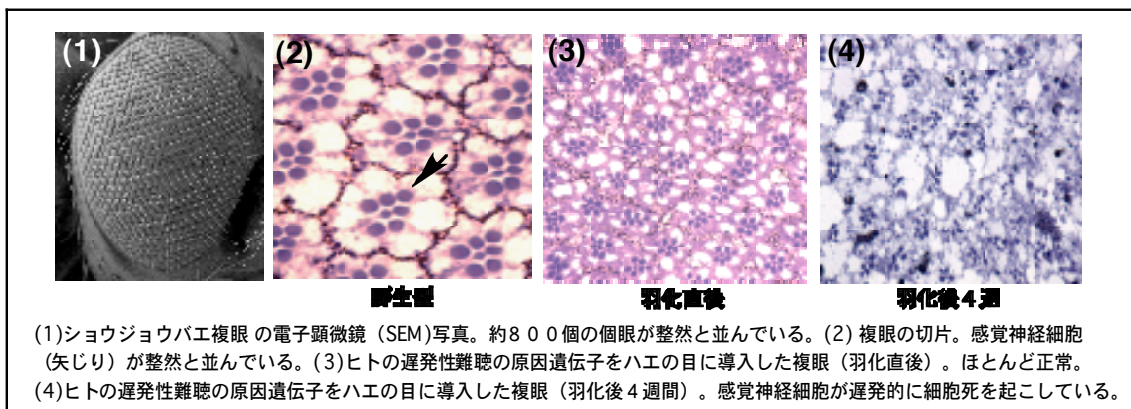 (1) (2) (3) (4)
野生型 羽化直後 羽化後4週
(1)ショウジョウバエ複眼 の電子顕微鏡（SEM)写真。約８００個の個眼が整然と並んでいる。(2) 複眼の切片。感覚神経細胞
（矢じり）が整然と並んでいる。(３)ヒトの遅発性難聴の原因遺伝子をハエの目に導入した複眼（羽化直後）。ほとんど正常。
(４)ヒトの遅発性難聴の原因遺伝子をハエの目に導入した複眼（羽化後４週間）。感覚神経細胞が遅発的に細胞死を起こしている。